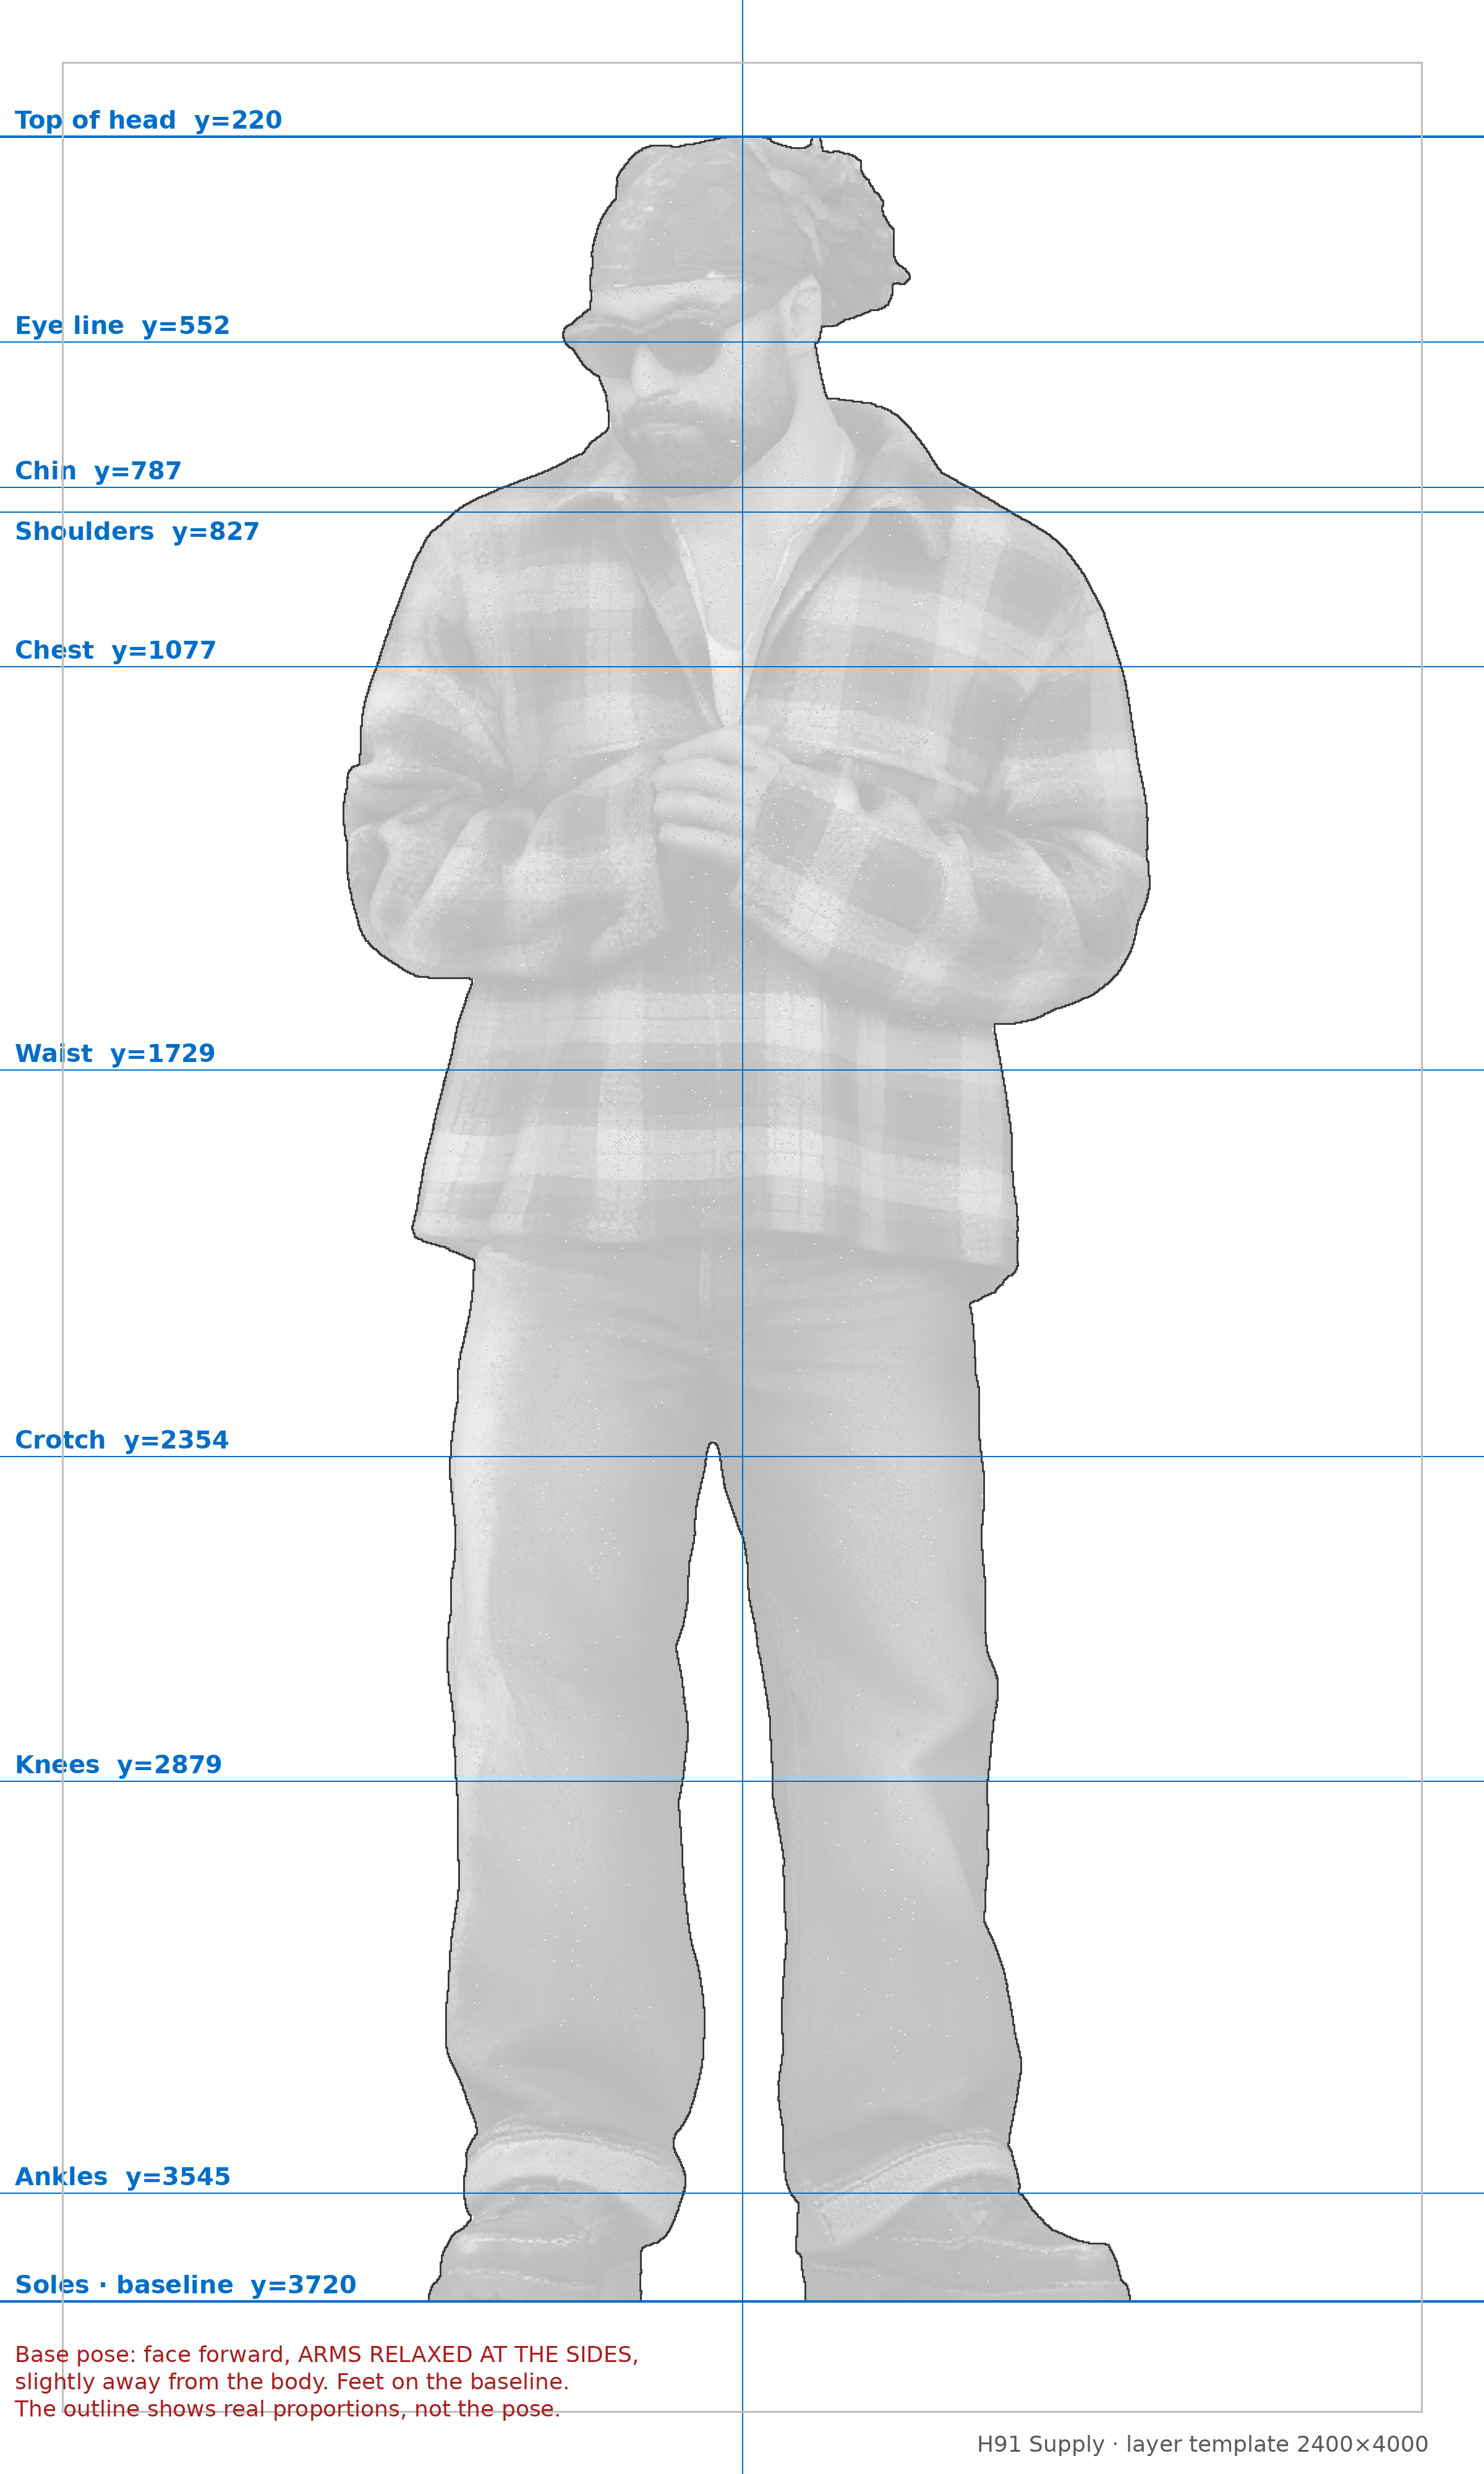 Top of head  y=220
Eye line  y=552
Chin  y=787
Shoulders  y=827
Chest  y=1077
Waist  y=1729
Crotch  y=2354
Knees  y=2879
Ankles  y=3545
Soles · baseline  y=3720
Base pose: face forward, ARMS RELAXED AT THE SIDES,
slightly away from the body. Feet on the baseline.
The outline shows real proportions, not the pose.
H91 Supply · layer template 2400×4000